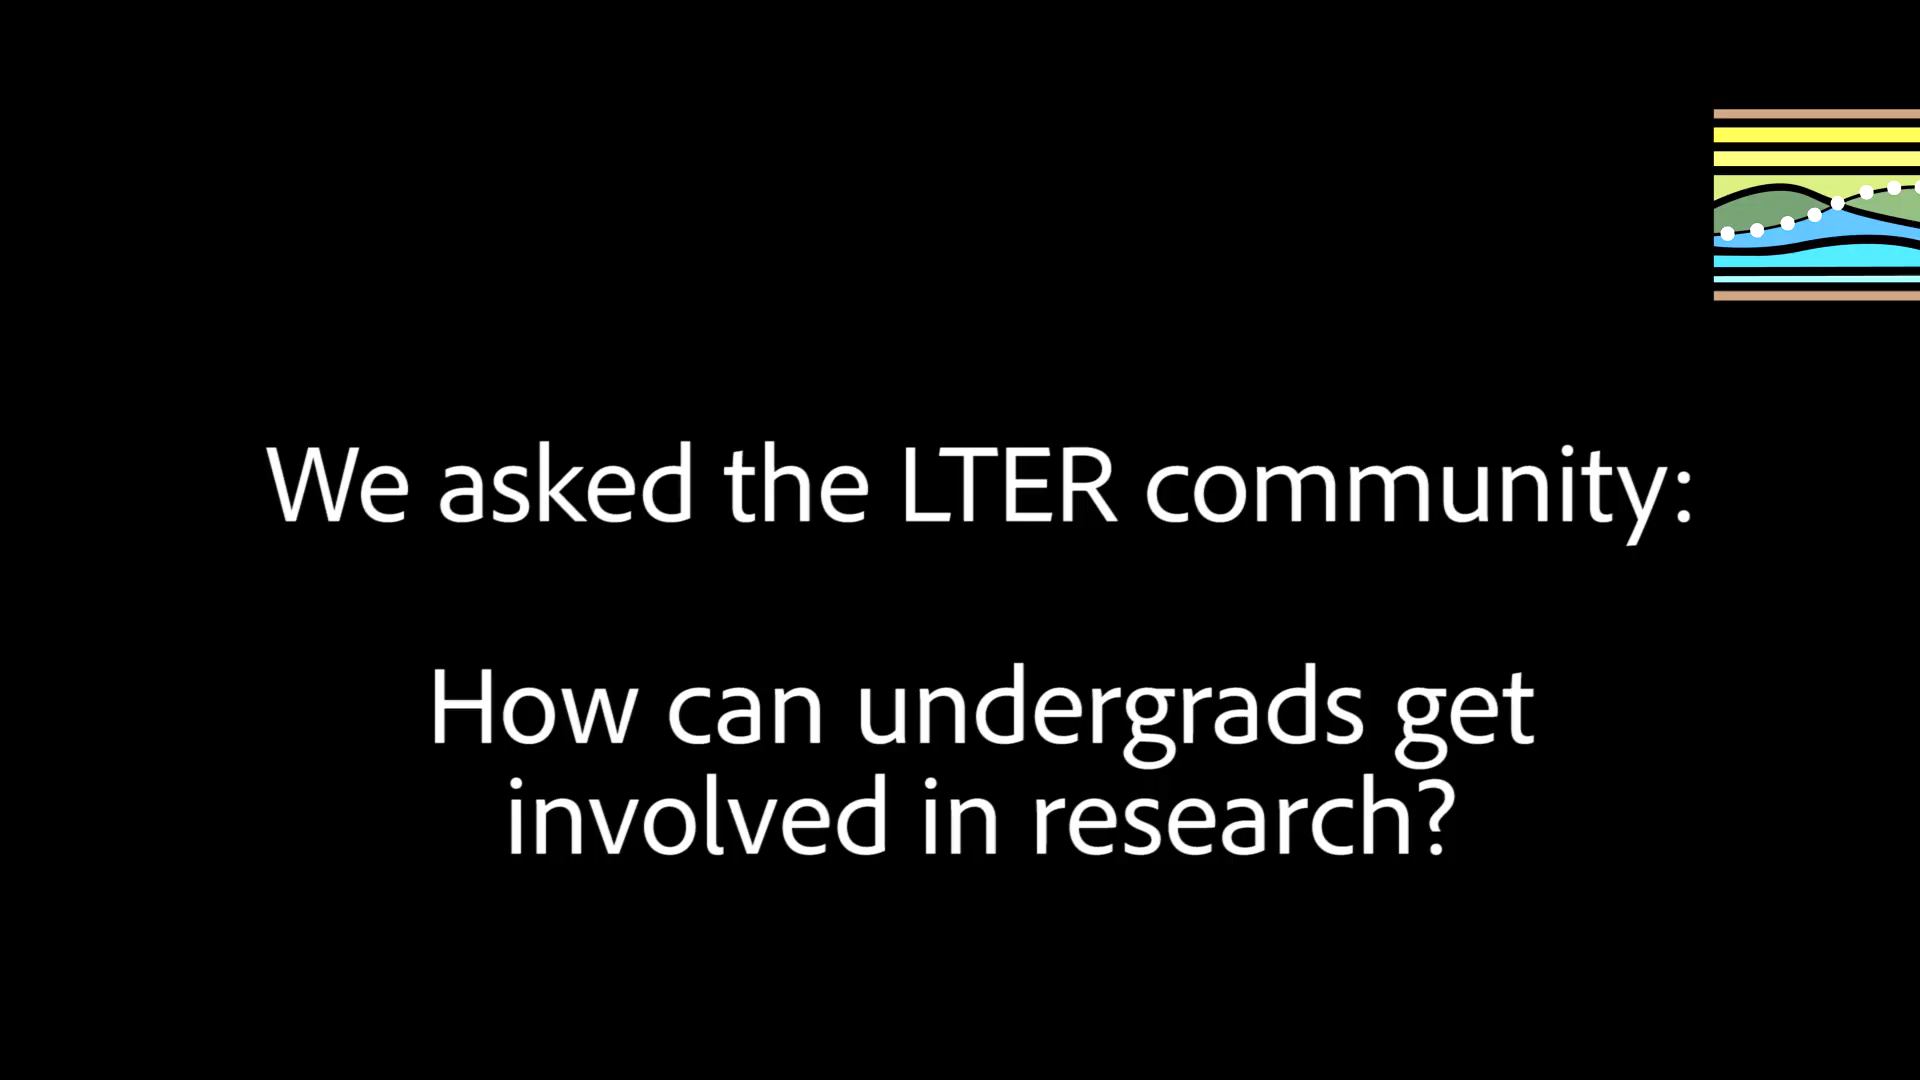 We asked the LTER community:
How can undergrads get
involved in research?